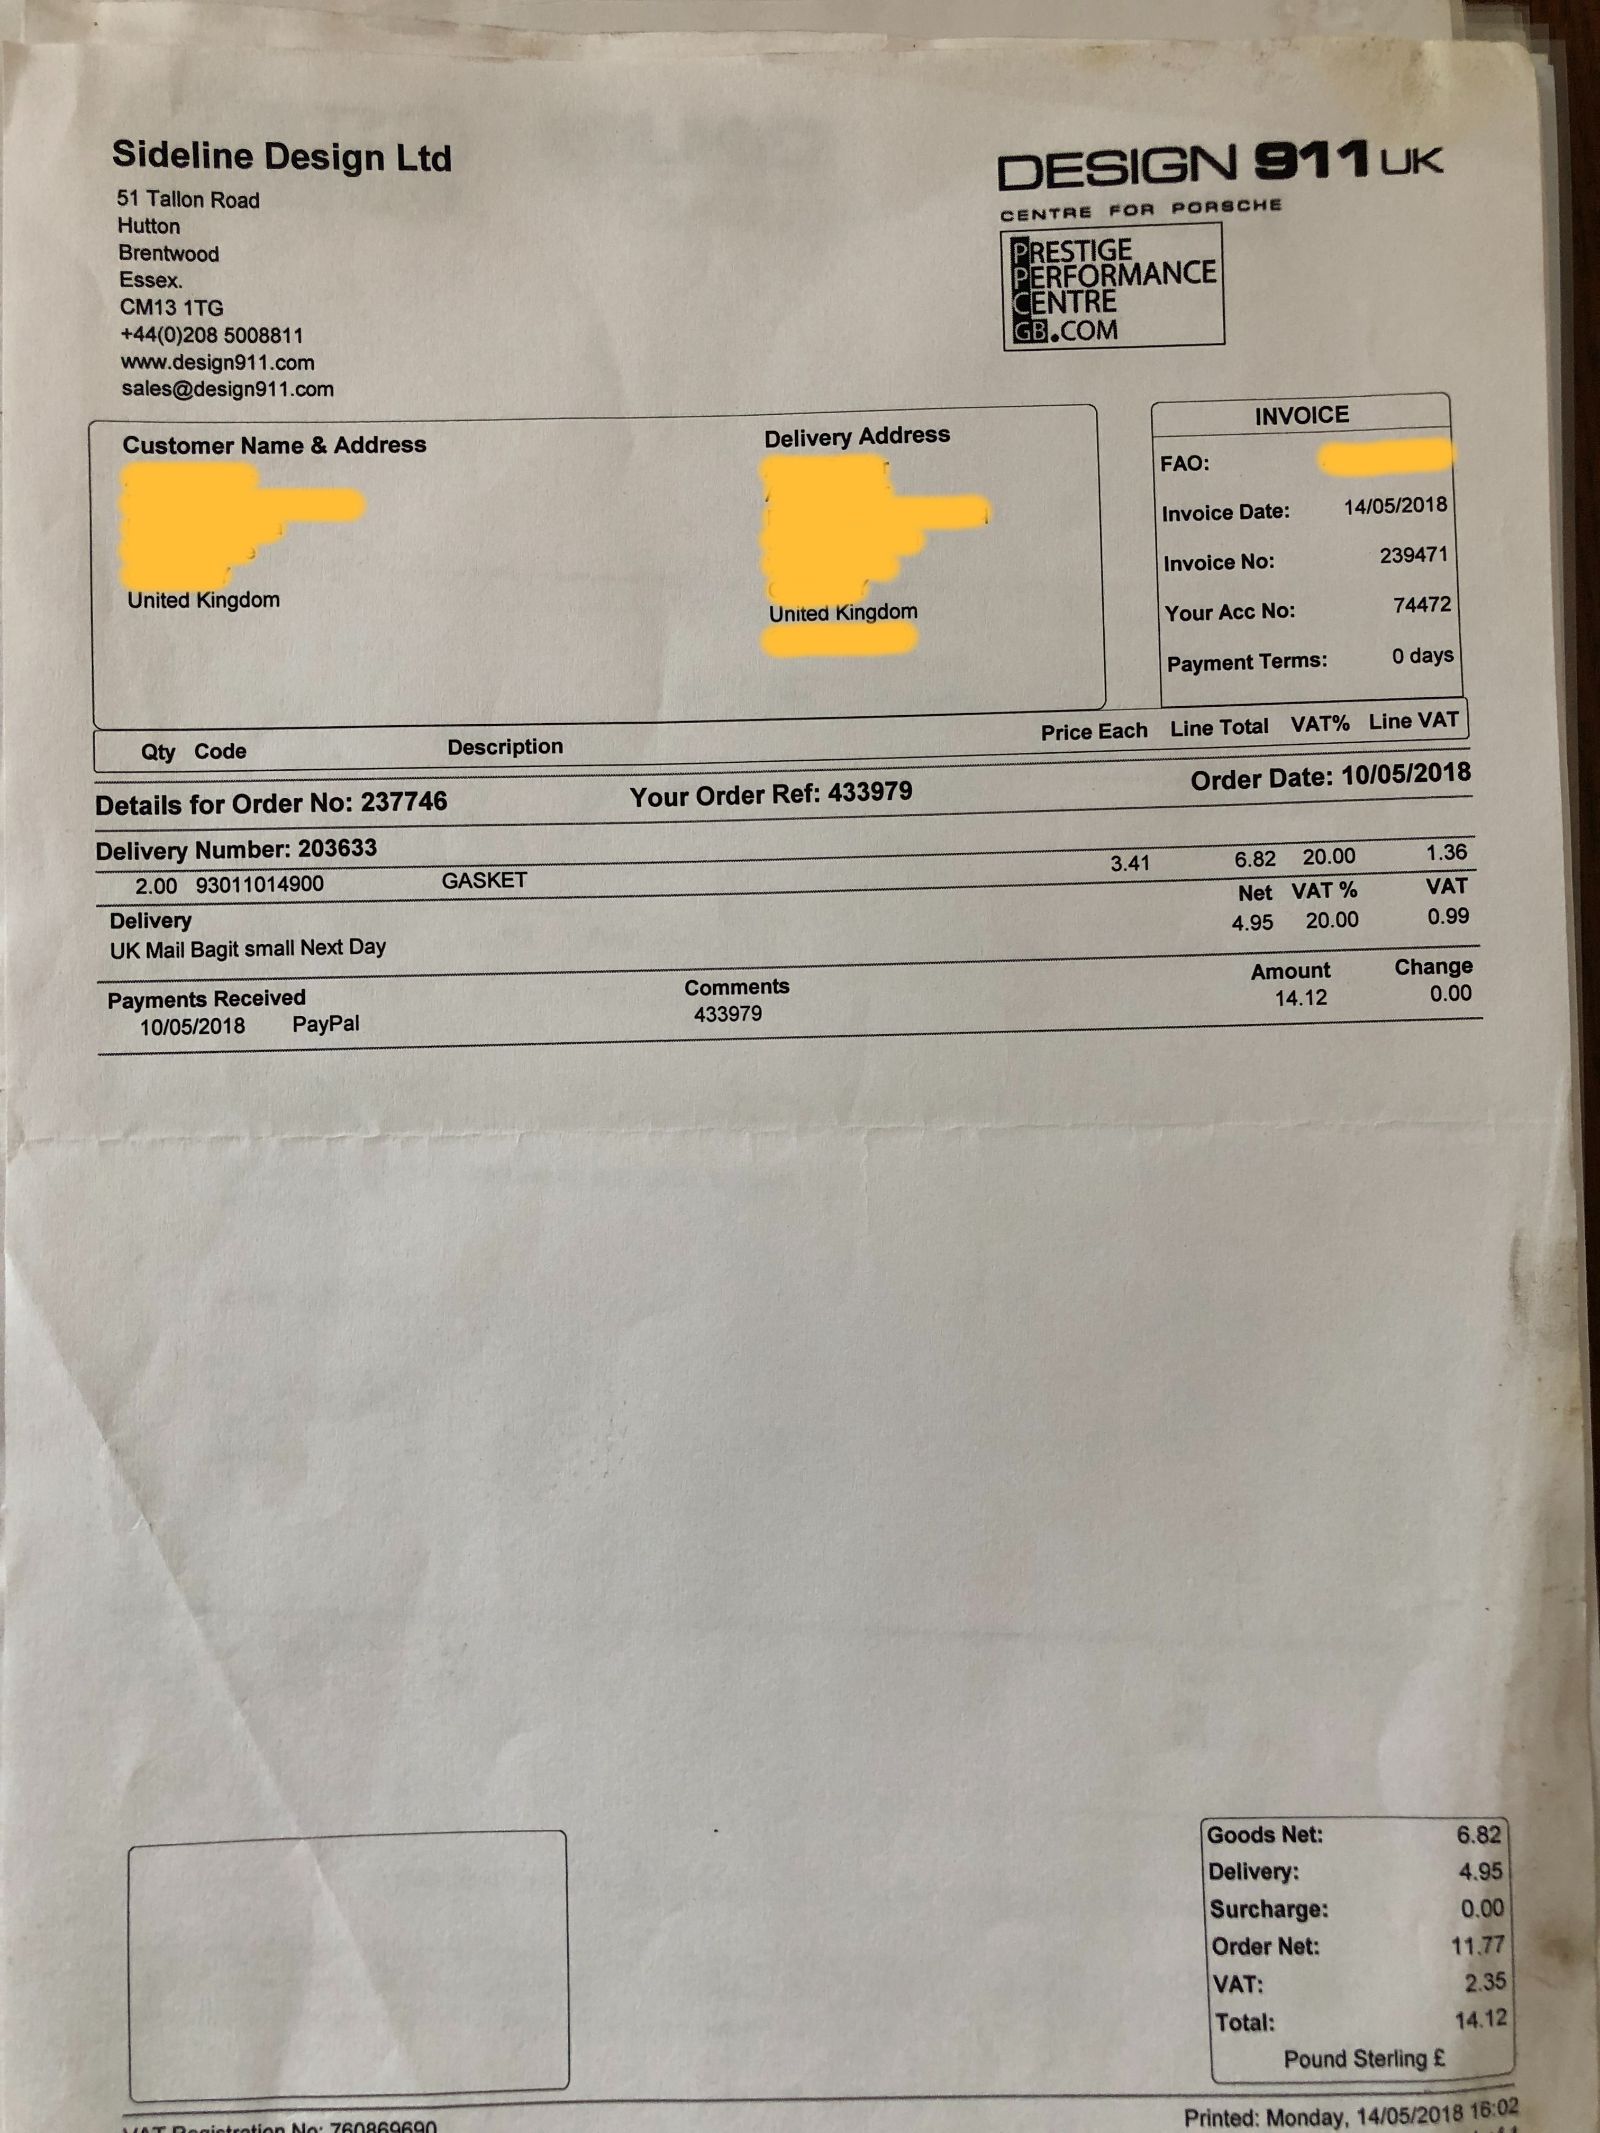 Sideline Design Ltd
51 Tallon Road
Hutton
Brentwood
Essex.
CM13 1TG
+44(0)208 5008811
www.design911.com
sales@design911.com
DESIGN 911 UK
CENTRE FOR PORSCHE
PRESTIGE
PERFORMANCE
CENTRE
GB.COM
Customer Name & Address
United Kingdom
Delivery Address
United Kingdom
INVOICE
FAO:
Invoice Date: 14/05/2018
Invoice No: 239471
Your Acc No: 74472
Payment Terms: 0 days
Qty Code Description Price Each Line Total VAT% Line VAT
Details for Order No: 237746 Your Order Ref: 433979 Order Date: 10/05/2018
Delivery Number: 203633
2.00 93011014900 GASKET 3.41 6.82 20.00 1.36
Delivery Net VAT % VAT
UK Mail Bagit small Next Day 4.95 20.00 0.99
Payments Received Comments Amount Change
10/05/2018 PayPal 433979 14.12 0.00
Goods Net: 6.82
Delivery: 4.95
Surcharge: 0.00
Order Net: 11.77
VAT: 2.35
Total: 14.12
Pound Sterling £
VAT Registration No: 760869690
Printed: Monday, 14/05/2018 16:02